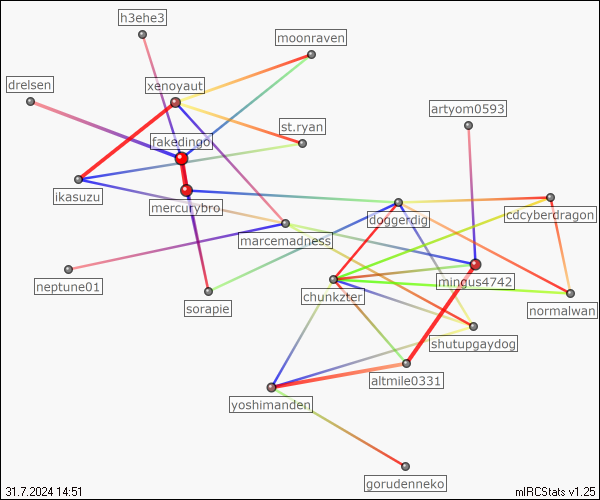 h3ehe3
moonraven
drelsen
xenoyaut
artyom0593
st.ryan
fakedingo
ikasuzu
mercurybro
cdcyberdragon
doggerdig
marcemadness
neptune01
mingus4742
chunkzter
sorapie
normalwan
shutupgaydog
altmile0331
yoshimanden
gorudenneko
31.7.2024 14:51
mIRCStats v1.25